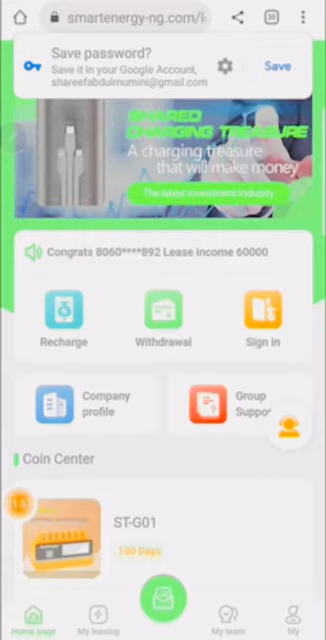 smartenergy-ng.com/l
30
Save password?
Save it in your Google Account,
shareefabdulmumini@gmail.com
Save
SHARED
CHARGING TREASURE
A charging treasure
that will make money
The latest investment industry
Congrats 8060****892 Lease income 60000
Recharge
Withdrawal
Sign in
Company
profile
Group
Suppo
Coin Center
ST-G01
100 Days
Home page
My leasing
My team
My